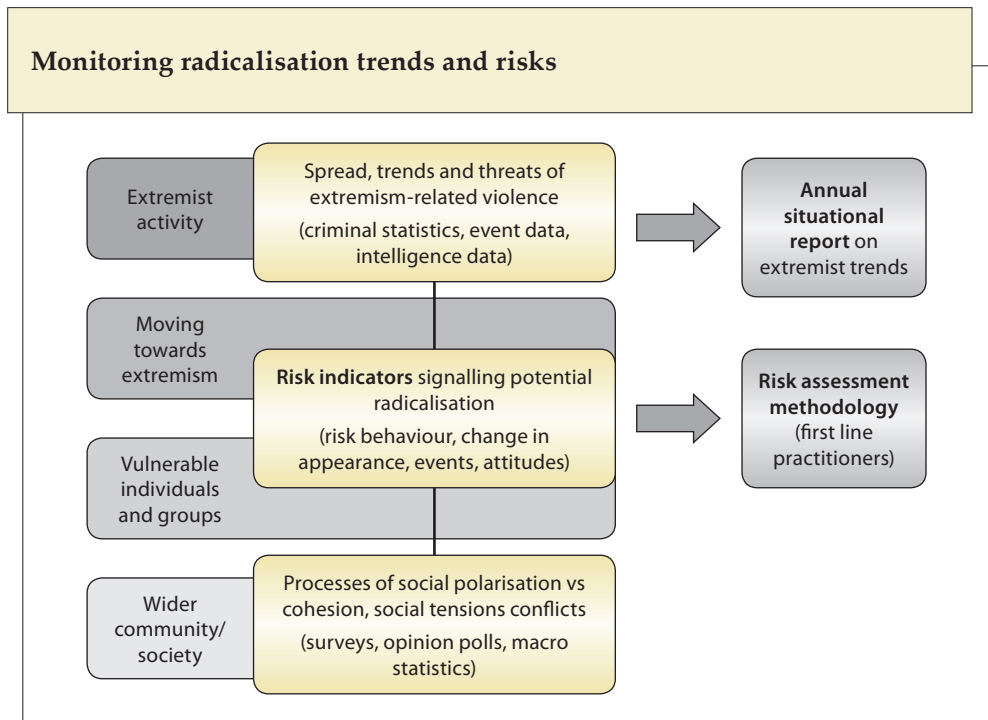 Monitoring radicalisation trends and risks
Extremist
activity
Spread, trends and threats of
extremism-related violence
(criminal statistics, event data,
intelligence data)
Annual
situational
report on
extremist trends
Moving
towards
extremism
Risk indicators signalling potential
radicalisation
(risk behaviour, change in
appearance, events, attitudes)
Risk assessment
methodology
(first line
practitioners)
Vulnerable
individuals
and groups
Wider
community/
society
Processes of social polarisation vs
cohesion, social tensions conflicts
(surveys, opinion polls, macro
statistics)